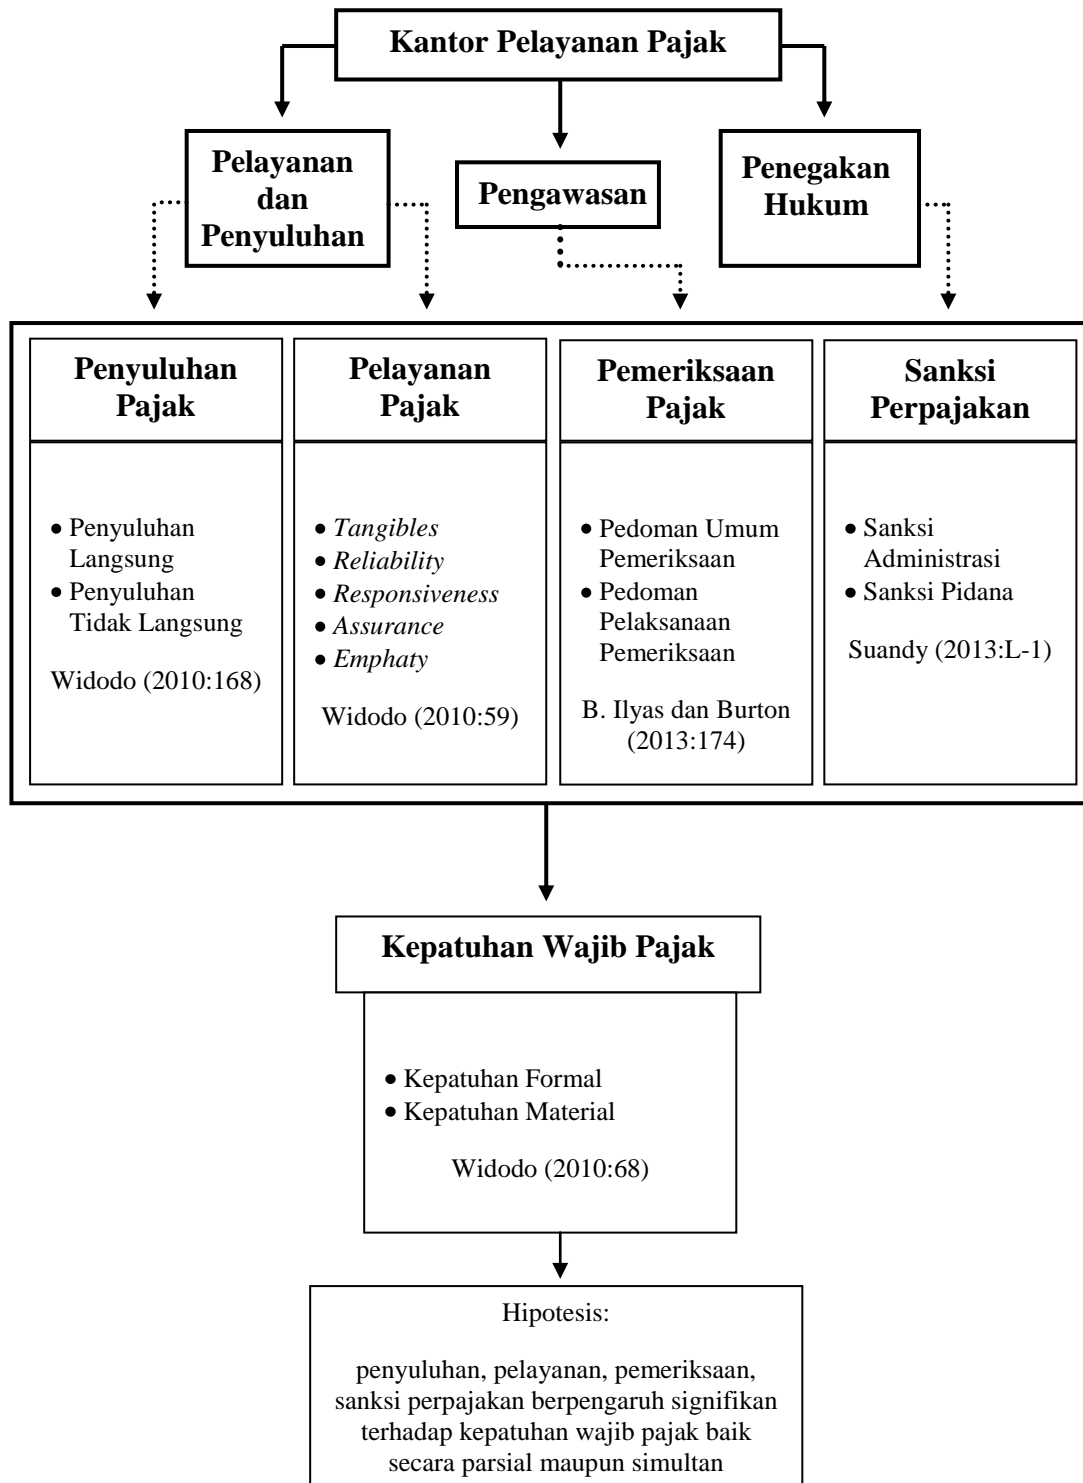 Kantor Pelayanan Pajak
Pelayanan
dan
Penyuluhan
Pengawasan
Penegakan
Hukum
Penyuluhan
Pajak
• Penyuluhan
Langsung
• Penyuluhan
Tidak Langsung
Widodo (2010:168)
Pelayanan
Pajak
• Tangibles
• Reliability
• Responsiveness
• Assurance
• Emphaty
Widodo (2010:59)
Pemeriksaan
Pajak
• Pedoman Umum
Pemeriksaan
• Pedoman
Pelaksanaan
Pemeriksaan
B. Ilyas dan Burton
(2013:174)
Sanksi
Perpajakan
• Sanksi
Administrasi
• Sanksi Pidana
Suandy (2013:L-1)
Kepatuhan Wajib Pajak
• Kepatuhan Formal
• Kepatuhan Material
Widodo (2010:68)
Hipotesis:
penyuluhan, pelayanan, pemeriksaan,
sanksi perpajakan berpengaruh signifikan
terhadap kepatuhan wajib pajak baik
secara parsial maupun simultan